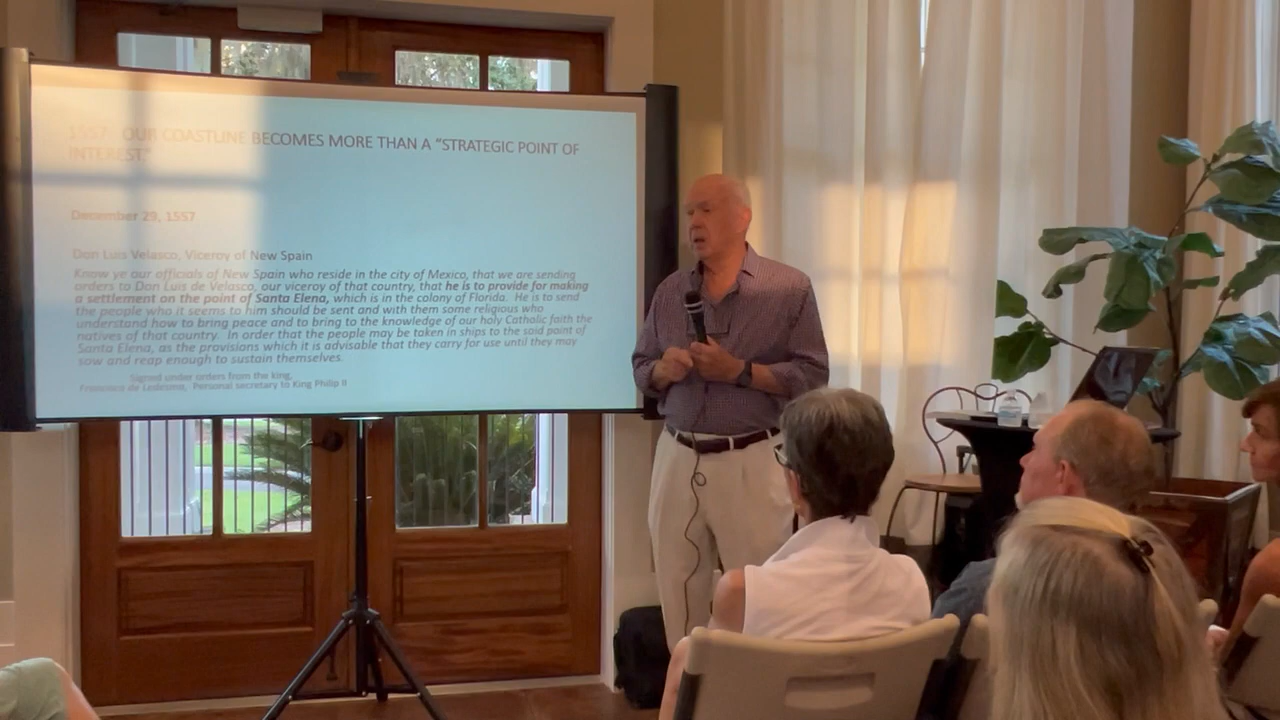 1557 OUR COASTLINE BECOMES MORE THAN A "STRATEGIC POINT OF
INTEREST"
December 29, 1557
Don Luis Velasco, Viceroy of New Spain
Know ye our officials of New Spain who reside in the city of Mexico, that we are sending
orders to Don Luis de Velasco, our viceroy of that country, that he is to provide for making
a settlement on the point of Santa Elena, which is in the colony of Florida. He is to send
the people who it seems to him should be sent and with them some religious who
understand how to bring peace and to bring to the knowledge of our holy Catholic faith the
natives of that country. In order that the people may be taken in ships to the said point of
Santa Elena, as the provisions which it is advisable that they carry for use until they may
sow and reap enough to sustain themselves.
Signed under orders from the king,
Francisco de Ledesma, Personal secretary to King Philip II